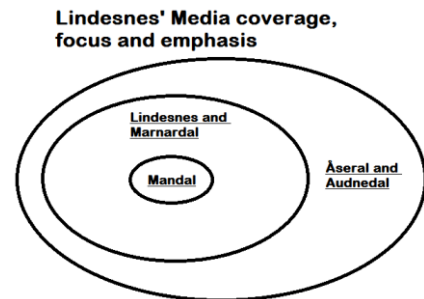 Lindesnes' Media coverage,
focus and emphasis
Lindesnes and
Marnardal
Mandal
Åseral and
Audnedal